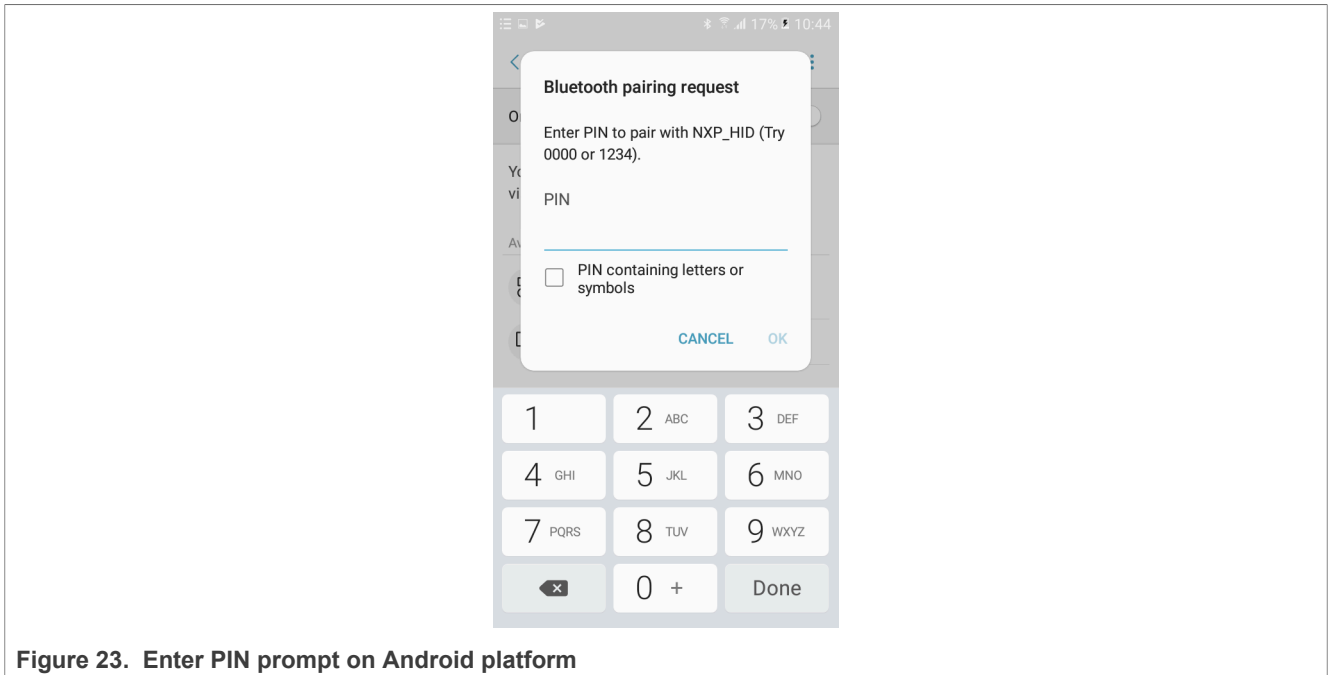 17% 10:44
Bluetooth pairing request
Enter PIN to pair with NXP_HID (Try
0000 or 1234).
PIN
PIN containing letters or
symbols
CANCEL OK
1 2 ABC 3 DEF
4 GHI 5 JKL 6 MNO
7 PQRS 8 TUV 9 WXYZ
0 + Done
Figure 23. Enter PIN prompt on Android platform